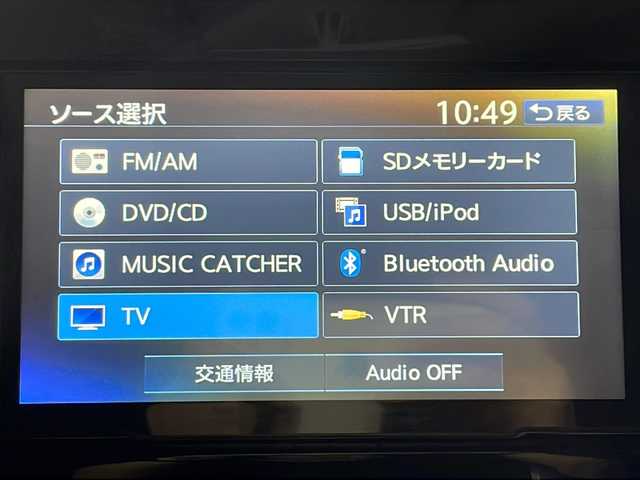 ソース選択
10:49
戻る
FM/AM
SDメモリーカード
DVD/CD
USB/iPod
MUSIC CATCHER
Bluetooth Audio
TV
VTR
交通情報
Audio OFF